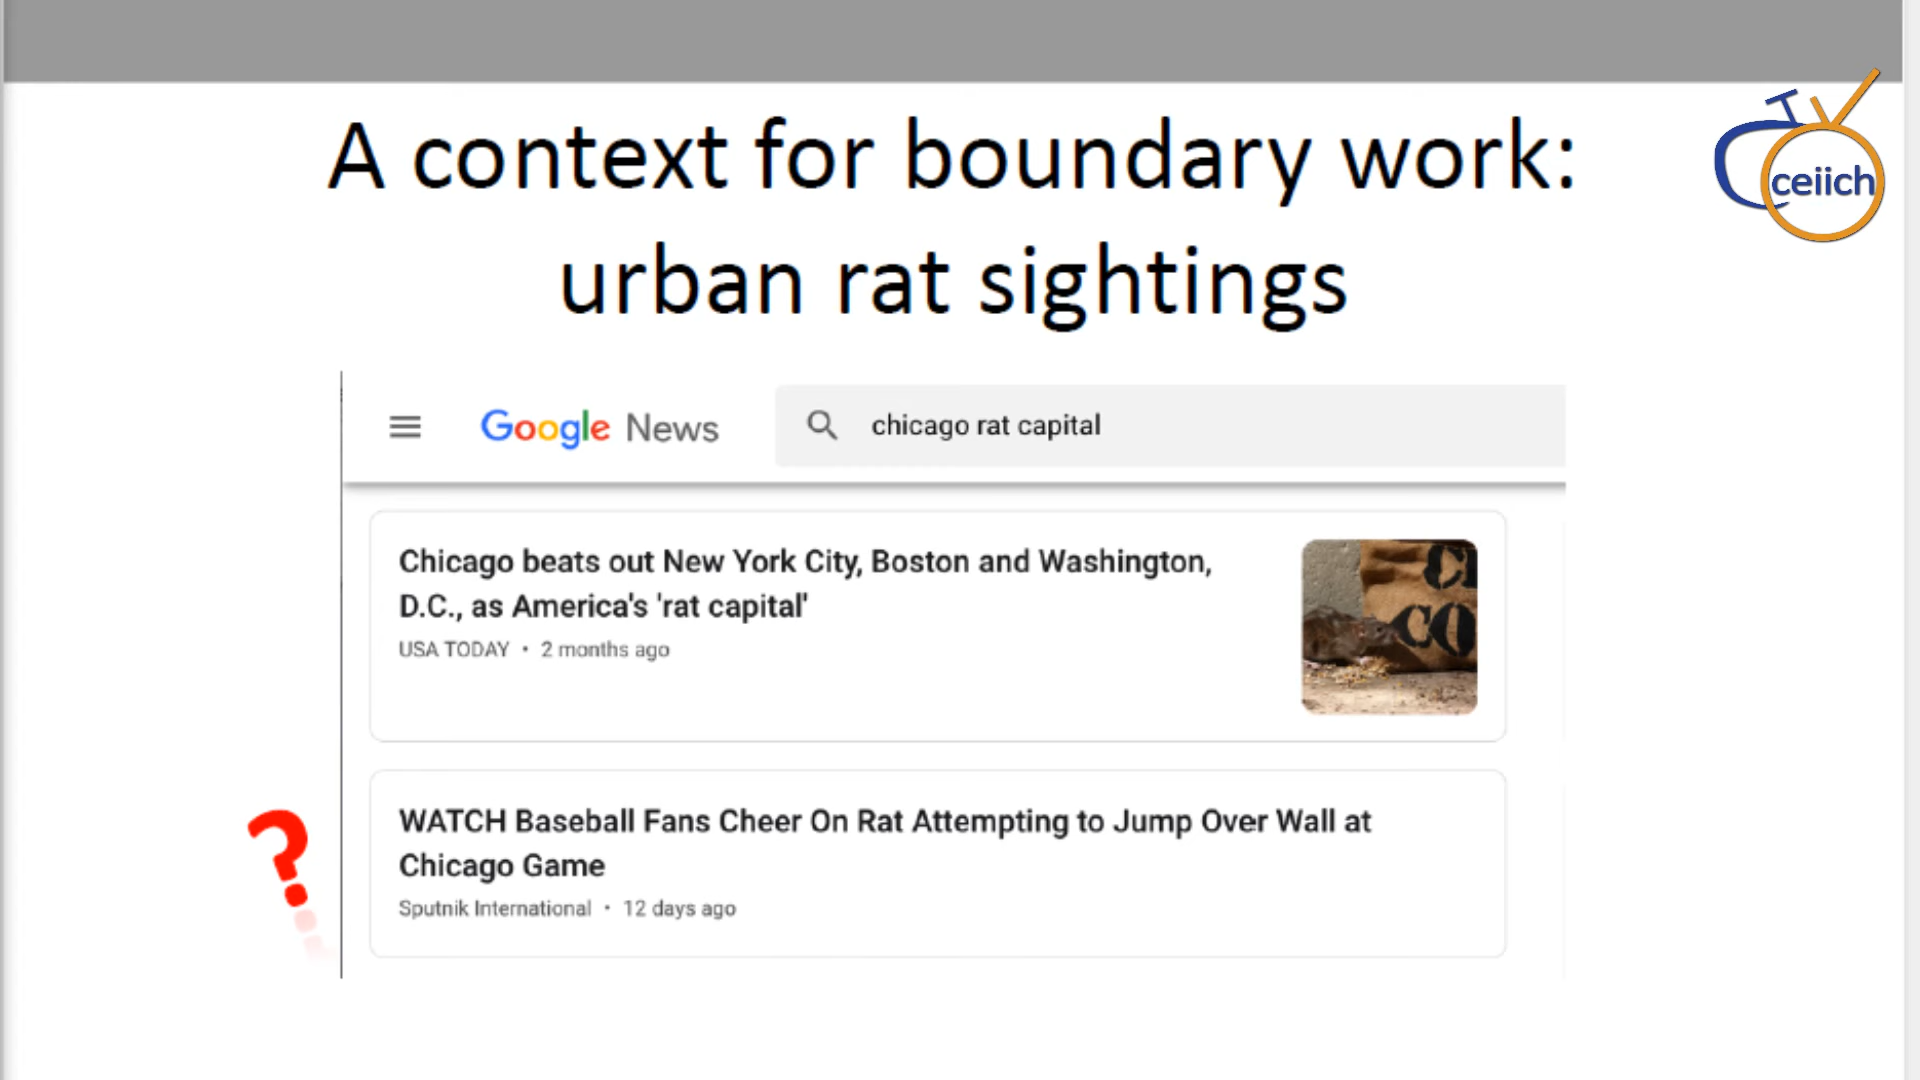 A context for boundary work:
urban rat sightings
TV
ceiich
Google News
chicago rat capital
Chicago beats out New York City, Boston and Washington,
D.C., as America's 'rat capital'
USA TODAY • 2 months ago
CO
?
WATCH Baseball Fans Cheer On Rat Attempting to Jump Over Wall at
Chicago Game
Sputnik International • 12 days ago